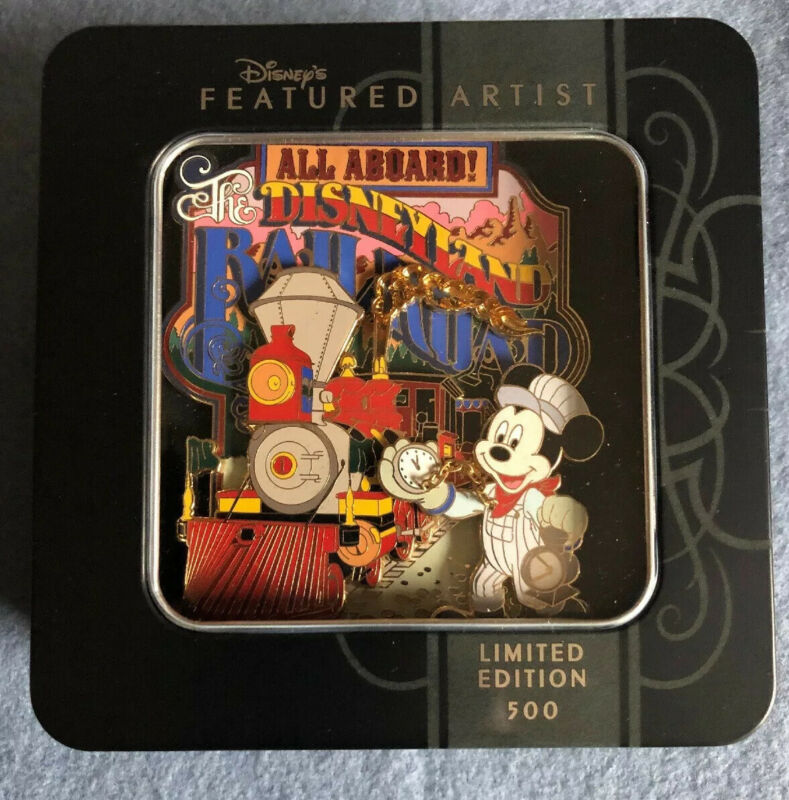 Disney's
FEATURED ARTIST
ALL ABOARD!
The DISNEYLAND
RAILROAD
LIMITED
EDITION
500